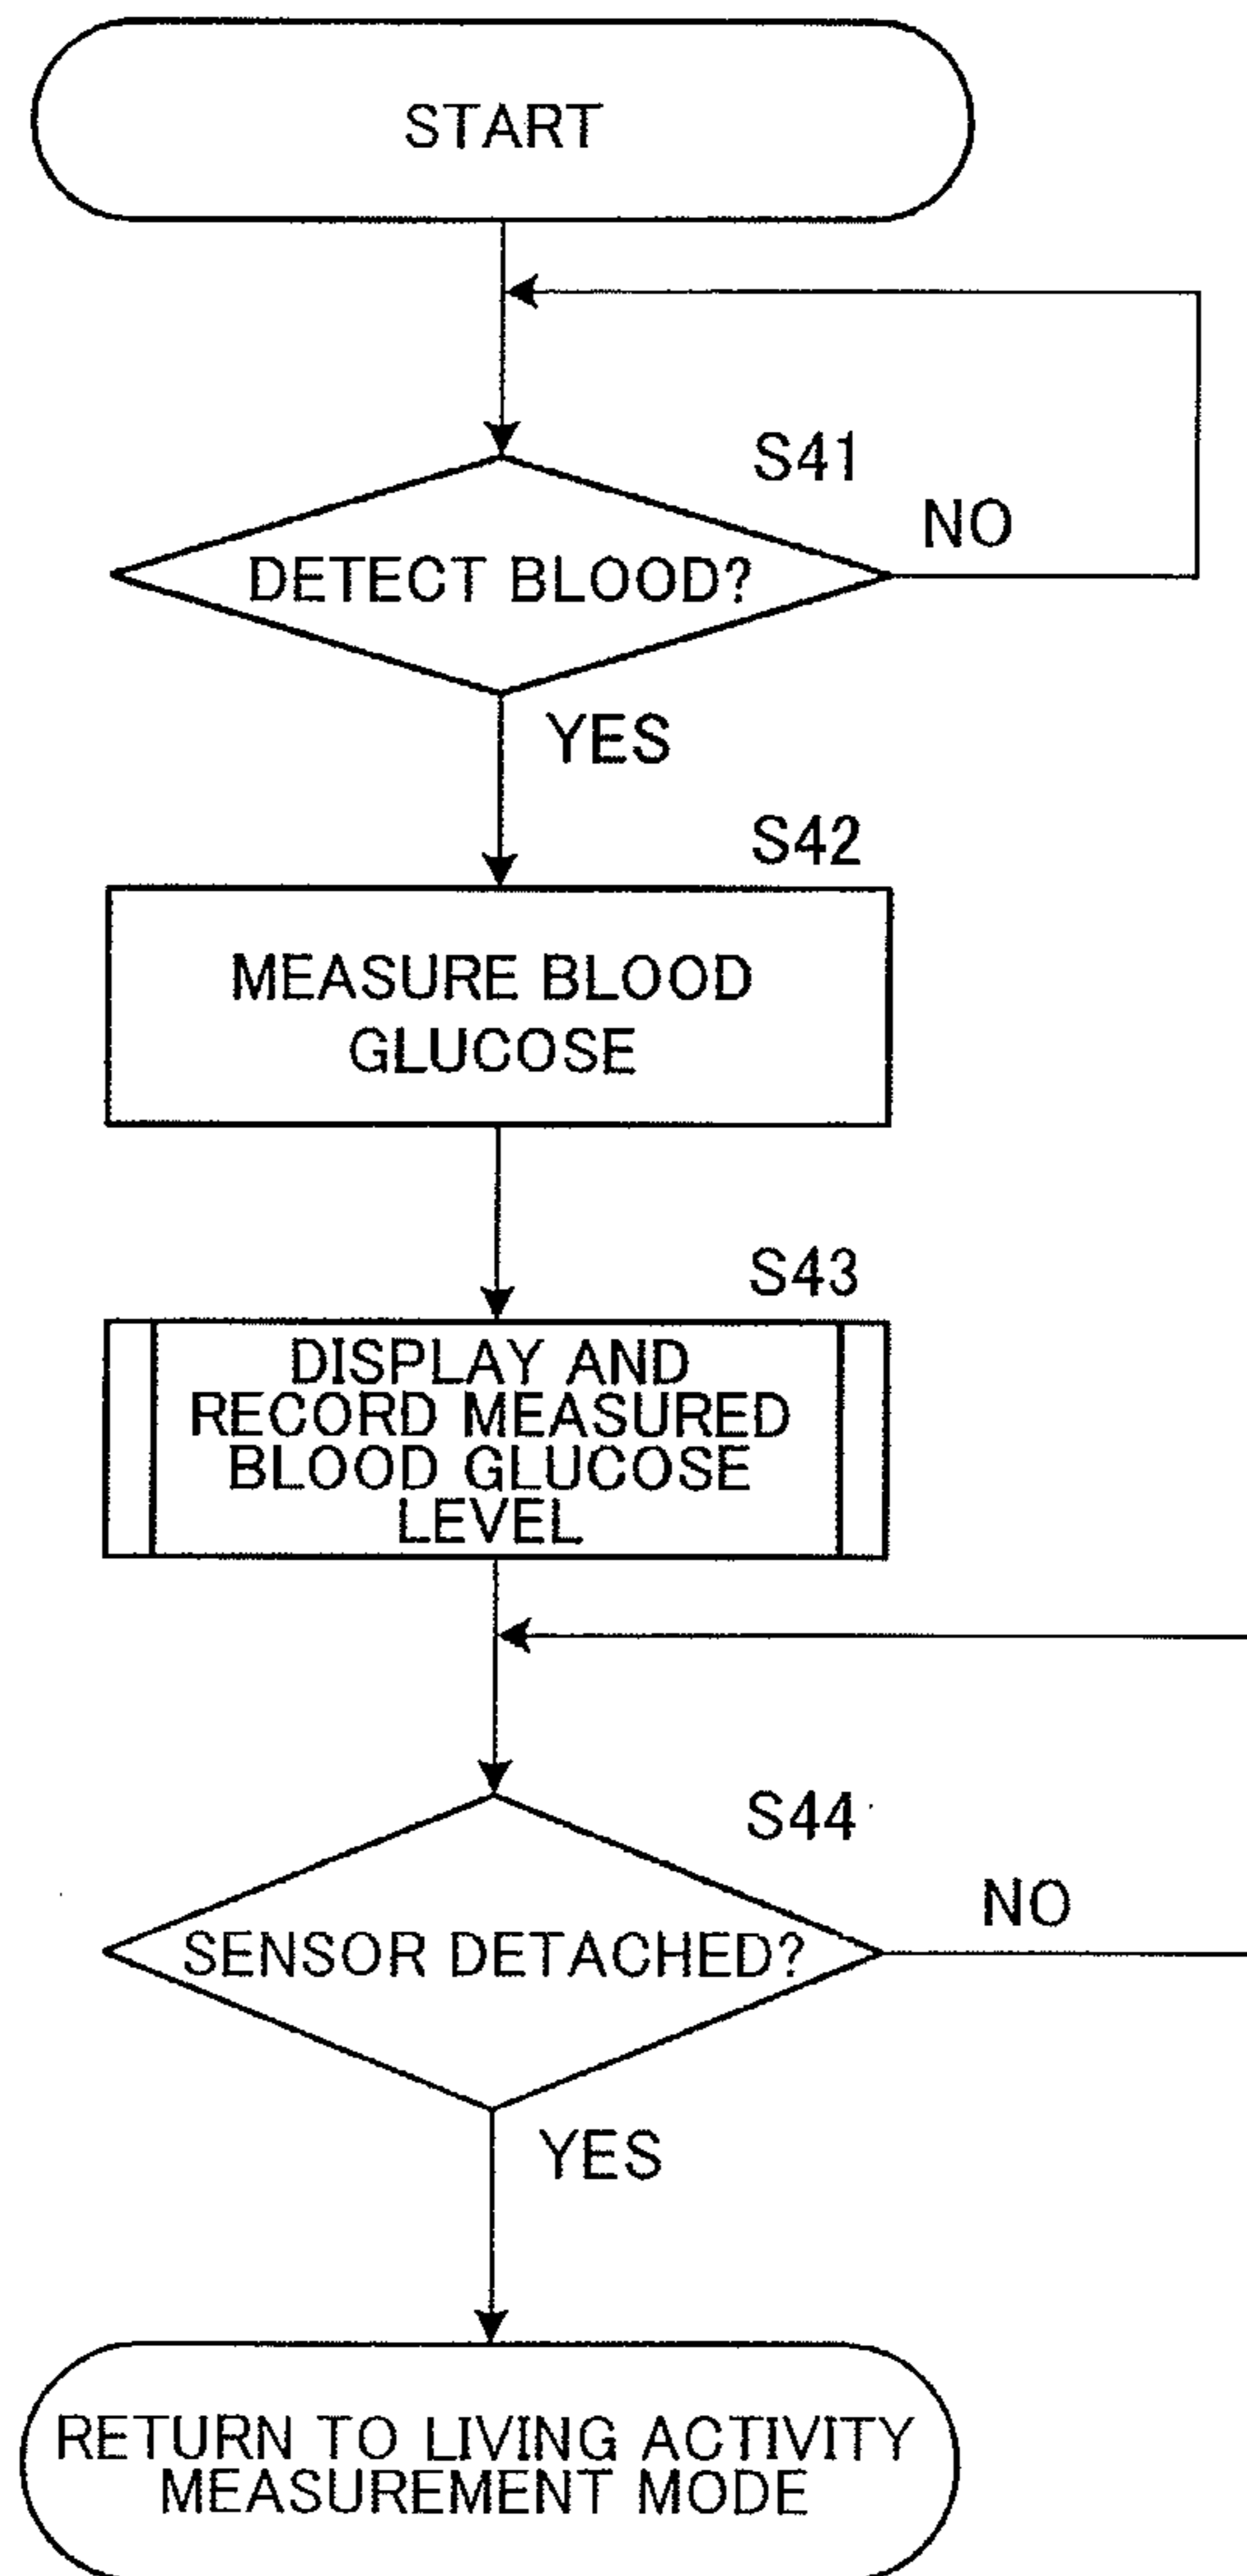 START
S41
NO
DETECT BLOOD?
YES
S42
MEASURE BLOOD
GLUCOSE
S43
DISPLAY AND
RECORD MEASURED
BLOOD GLUCOSE
LEVEL
S44
NO
SENSOR DETACHED?
YES
RETURN TO LIVING ACTIVITY
MEASUREMENT MODE